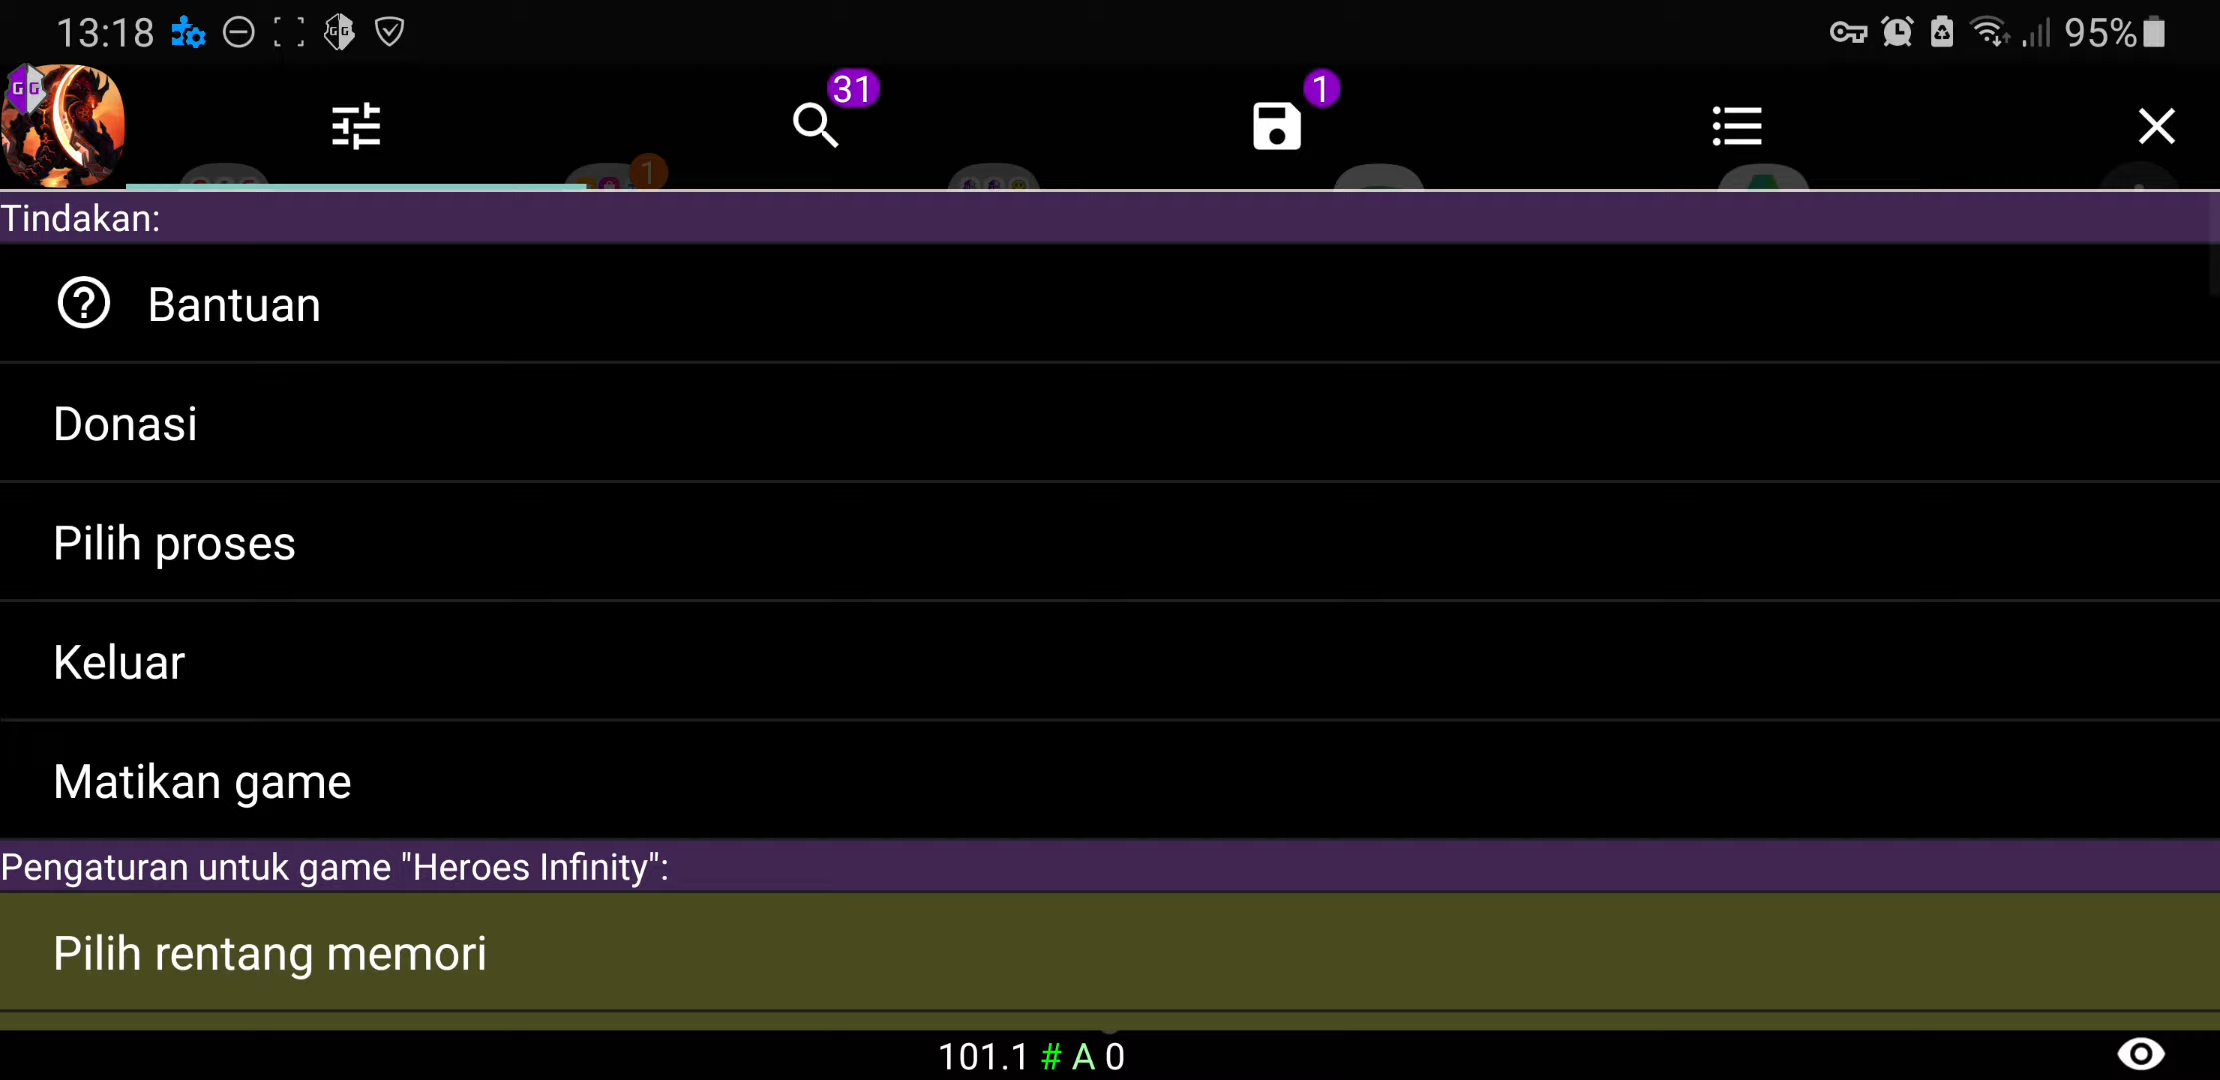 13:18 95%
31 1
Tindakan:
Bantuan
Donasi
Pilih proses
Keluar
Matikan game
Pengaturan untuk game "Heroes Infinity":
Pilih rentang memori
101.1 # A 0